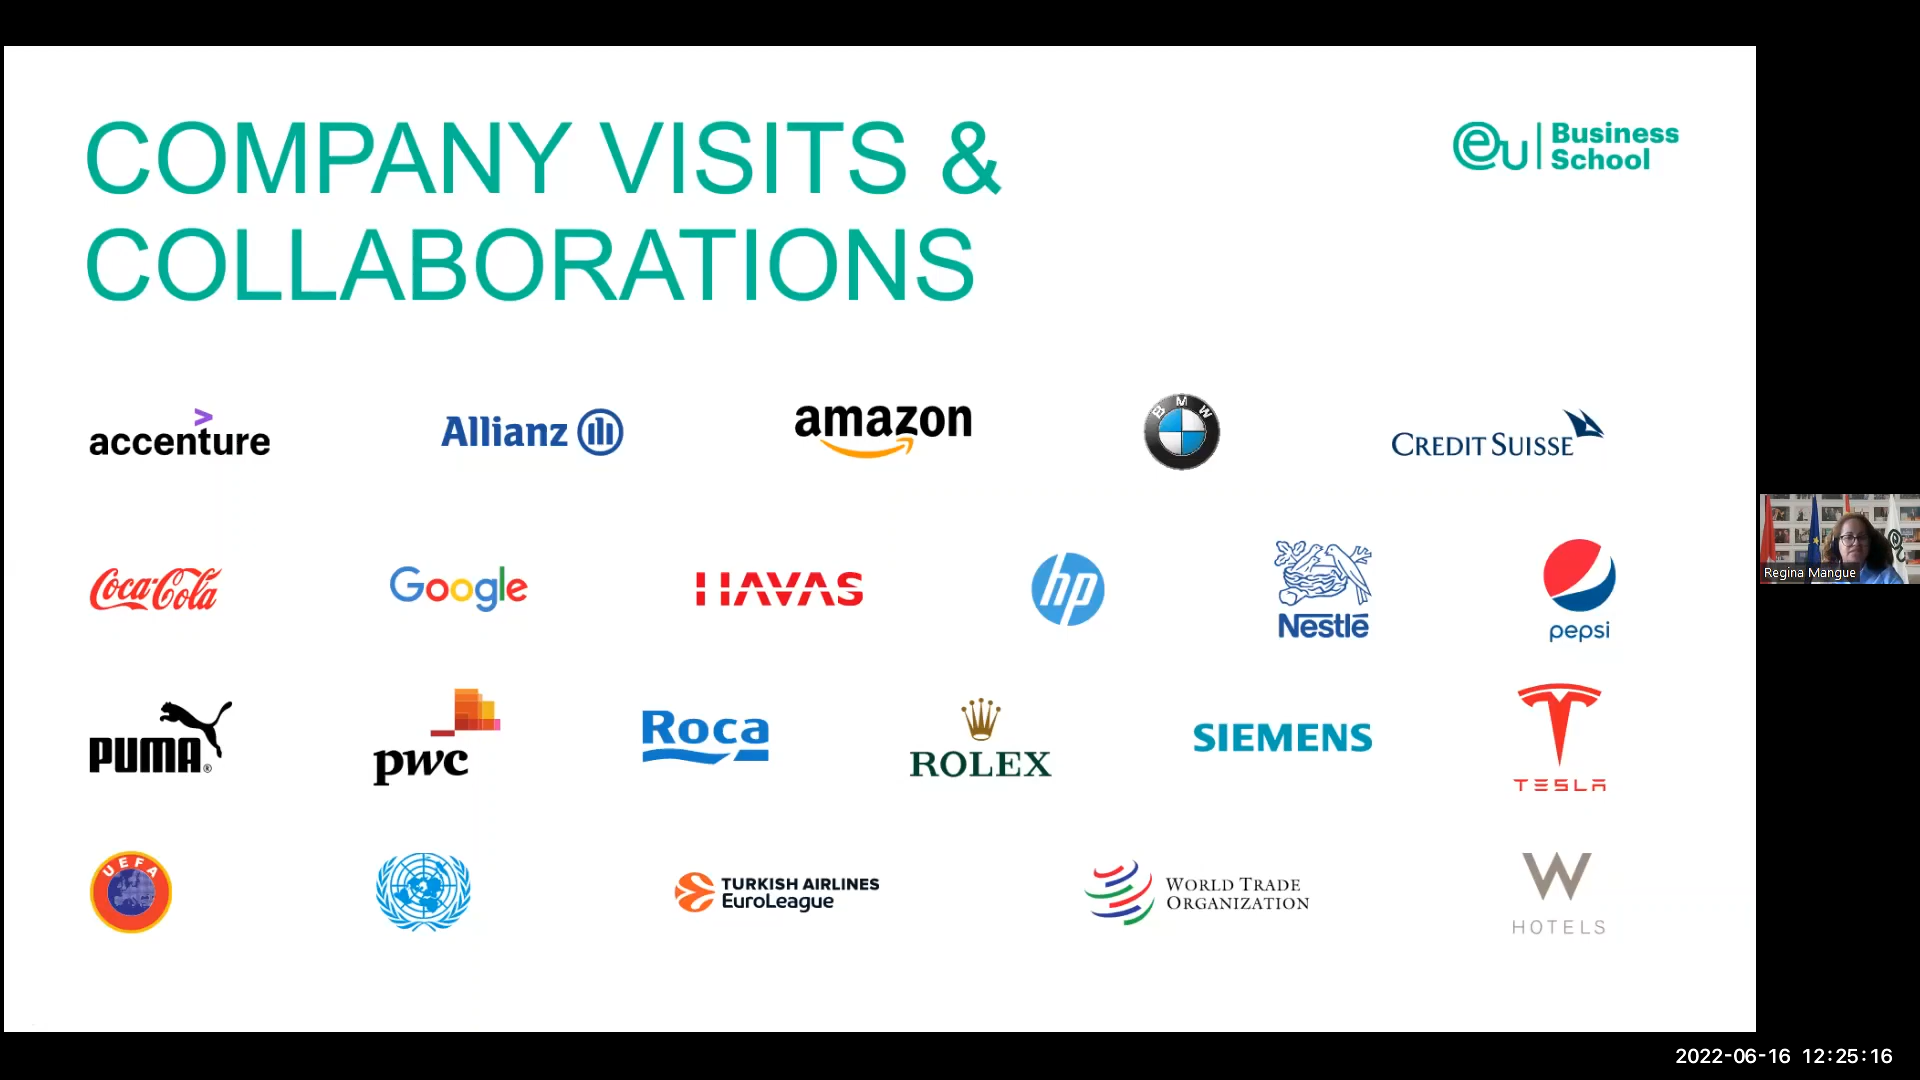 COMPANY VISITS &
COLLABORATIONS
eu Business
School
accenture
Allianz
amazon
BMW
CREDIT SUISSE
Coca-Cola
Google
HAVAS
hp
Nestlé
pepsi
PUMA®
pwc
Roca
ROLEX
SIEMENS
TESLA
UEFA
TURKISH AIRLINES
EuroLeague
WORLD TRADE
ORGANIZATION
W
HOTELS
Regina Mangue
2022-06-16 12:25:16